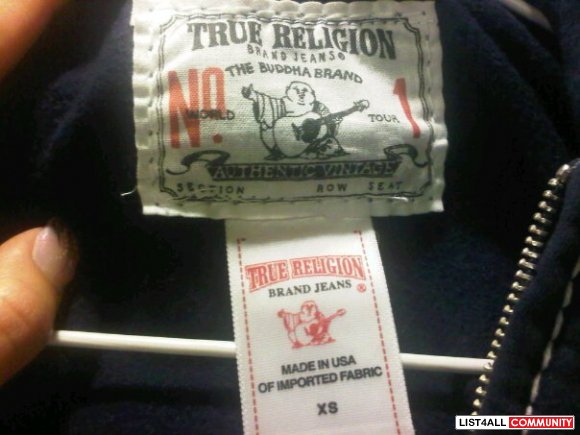 TRUE RELIGION
BRAND JEANS®
THE BUDDHA BRAND
NO. 1
WORLD TOUR
AUTHENTIC VINTAGE
SECTION ROW SEAT
TRUE RELIGION
BRAND JEANS®
MADE IN USA
OF IMPORTED FABRIC
XS
LIST4ALL COMMUNITY